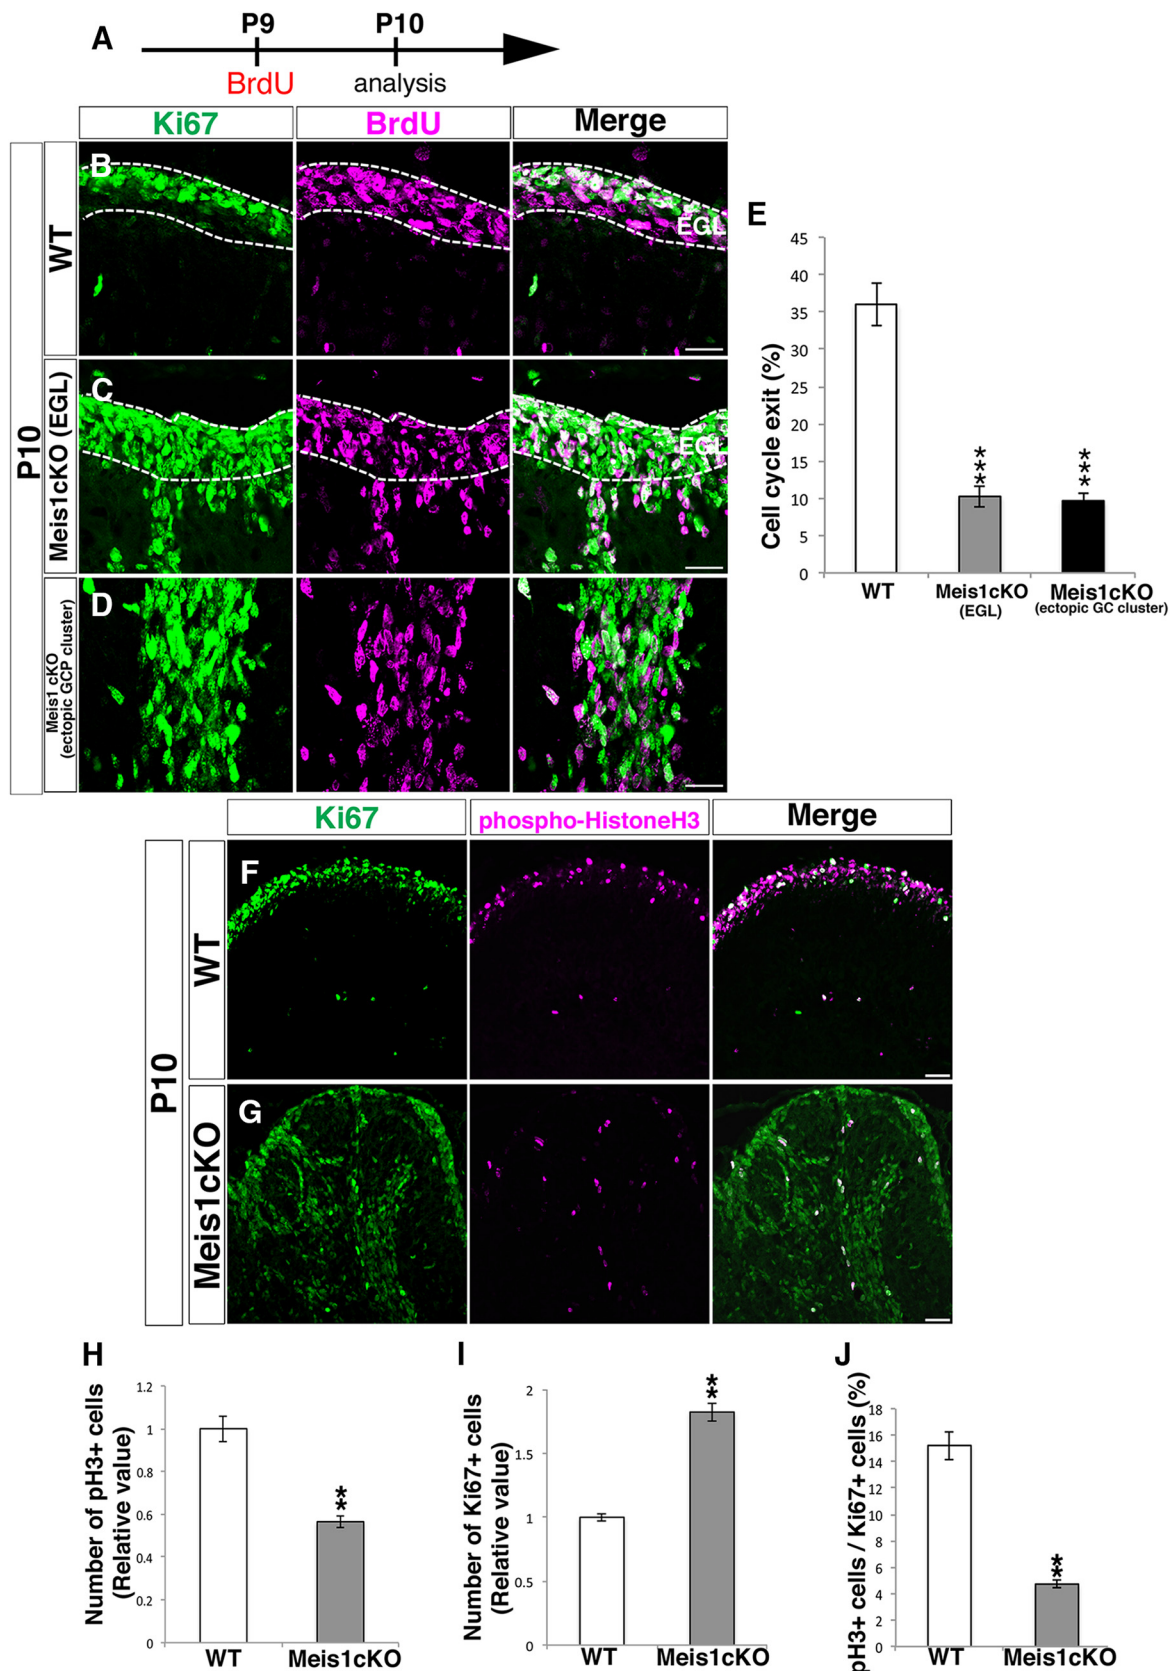 A
P9
P10
BrdU
analysis
Ki67
BrdU
Merge
P10
WT
B
EGL
Meis1cKO (EGL)
C
EGL
Meis1 cKO
(ectopic GCP cluster)
D
E
Cell cycle exit (%)
45
40
35
30
25
20
15
10
5
0
***
***
WT
Meis1cKO
(EGL)
Meis1cKO
(ectopic GC cluster)
Ki67
phospho-HistoneH3
Merge
P10
WT
F
Meis1cKO
G
H
Number of pH3+ cells
(Relative value)
1.2
1
0.8
0.6
0.4
0.2
0
**
WT
Meis1cKO
I
Number of Ki67+ cells
(Relative value)
2
1.5
1
0.5
0
**
WT
Meis1cKO
J
pH3+ cells / Ki67+ cells (%)
18
16
14
12
10
8
6
4
2
0
**
WT
Meis1cKO